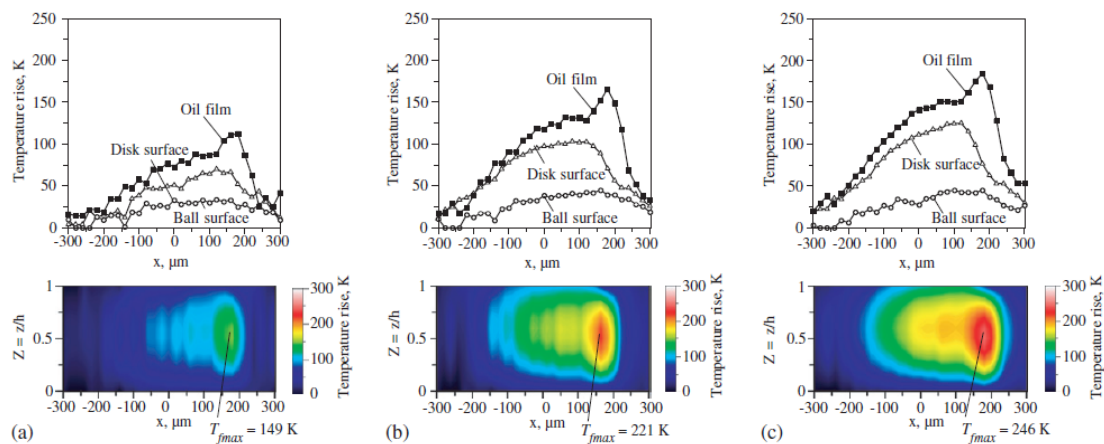 250
200
150
100
50
0
Temperature rise, K
Oil film
Disk surface
Ball surface
-300 -200 -100 0 100 200 300
x, μm
1
0.5
0
Z = z/h
300
200
100
0
Temperature rise, K
-300 -200 -100 0 100 200 300
x, μm
(a)
T_fmax = 149 K
250
200
150
100
50
0
Temperature rise, K
Oil film
Disk surface
Ball surface
-300 -200 -100 0 100 200 300
x, μm
1
0.5
0
Z = z/h
300
200
100
0
Temperature rise, K
-300 -200 -100 0 100 200 300
x, μm
(b)
T_fmax = 221 K
250
200
150
100
50
0
Temperature rise, K
Oil film
Disk surface
Ball surface
-300 -200 -100 0 100 200 300
x, μm
1
0.5
0
Z = z/h
300
200
100
0
Temperature rise, K
-300 -200 -100 0 100 200 300
x, μm
(c)
T_fmax = 246 K